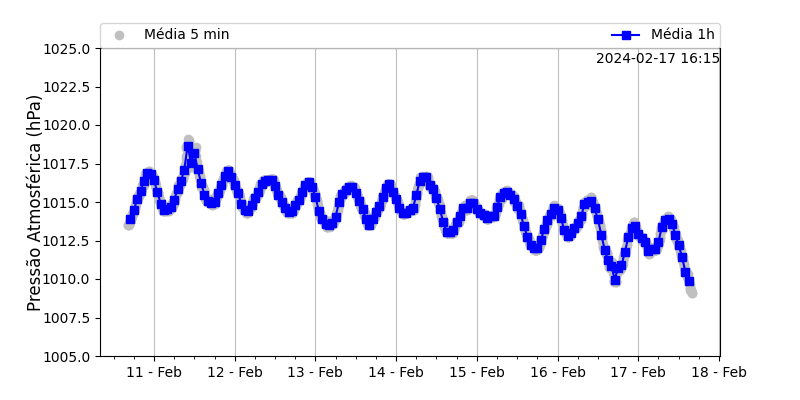 Média 5 min
Média 1h
2024-02-17 16:15
Pressão Atmosférica (hPa)
1025.0
1022.5
1020.0
1017.5
1015.0
1012.5
1010.0
1007.5
1005.0
11 - Feb
12 - Feb
13 - Feb
14 - Feb
15 - Feb
16 - Feb
17 - Feb
18 - Feb